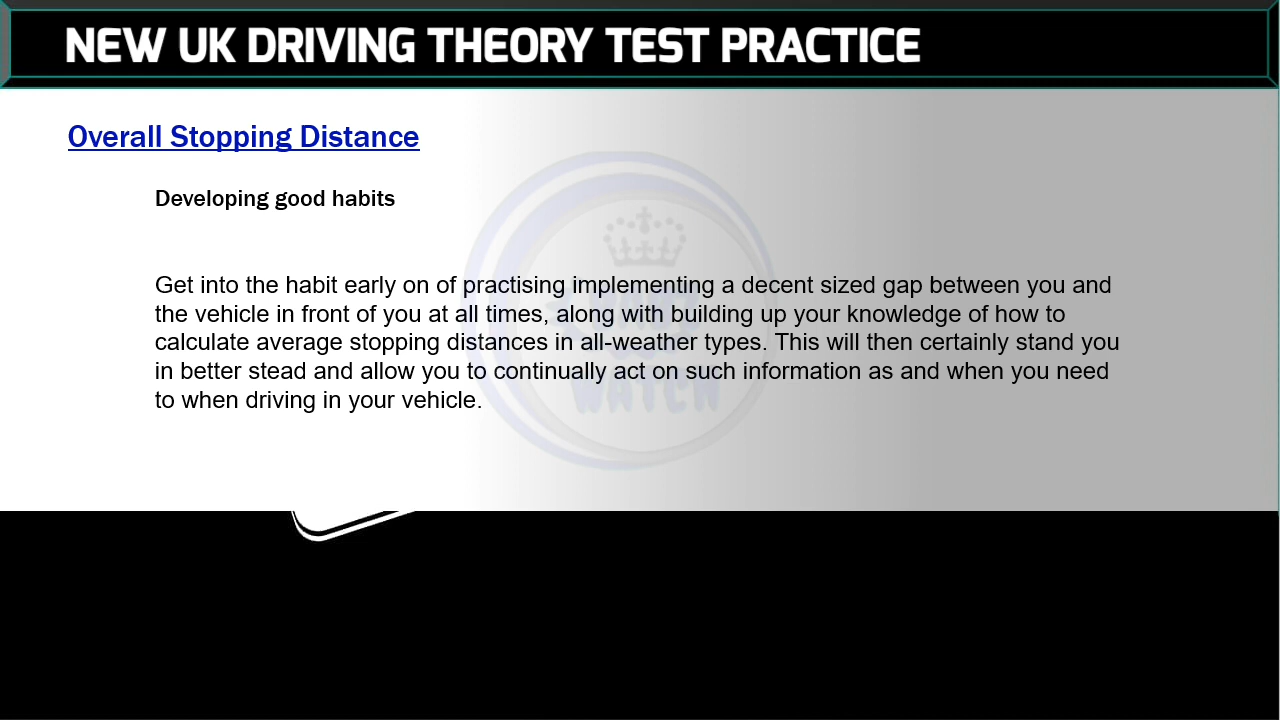 NEW UK DRIVING THEORY TEST PRACTICE
Overall Stopping Distance
Developing good habits
Get into the habit early on of practising implementing a decent sized gap between you and
the vehicle in front of you at all times, along with building up your knowledge of how to
calculate average stopping distances in all-weather types. This will then certainly stand you
in better stead and allow you to continually act on such information as and when you need
to when driving in your vehicle.
WATCH